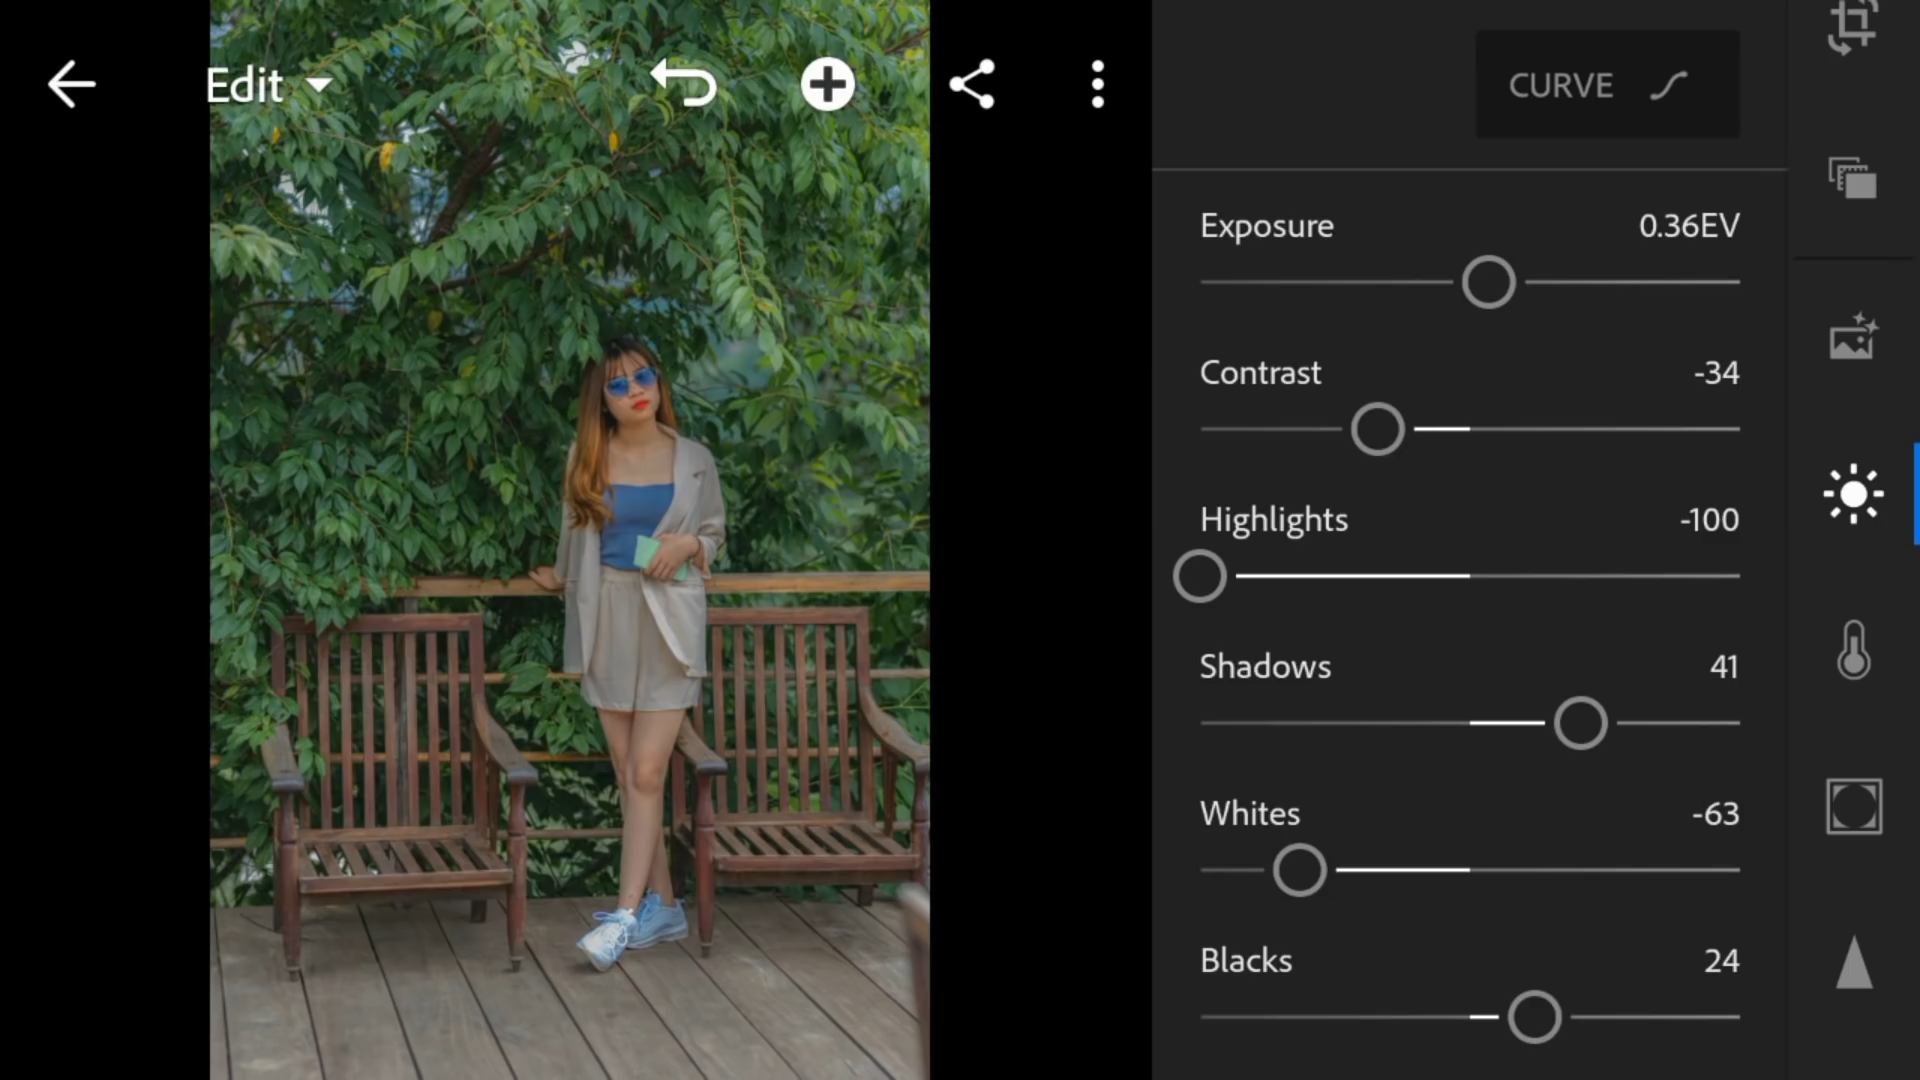 Edit
CURVE
Exposure 0.36EV
Contrast -34
Highlights -100
Shadows 41
Whites -63
Blacks 24